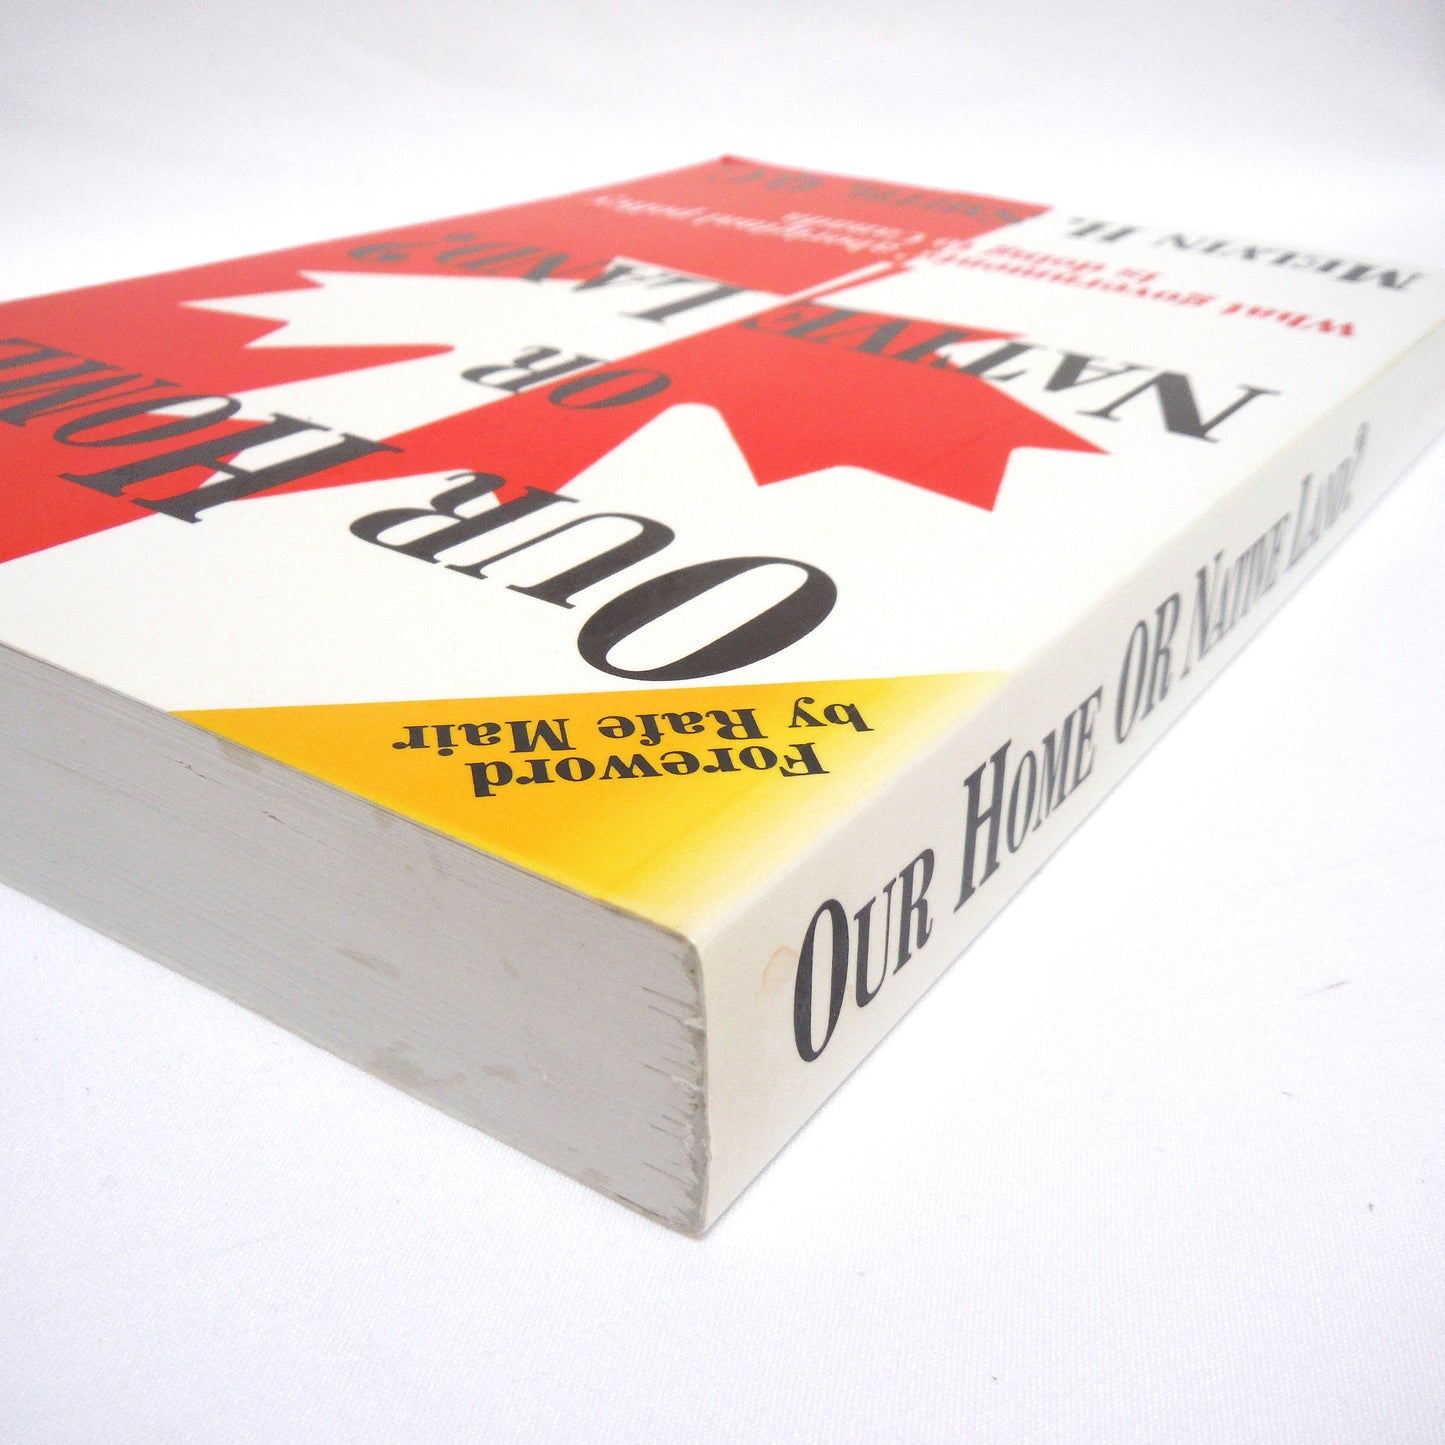 Foreword
by Rafe Mair
OUR HOME
OR
NATIVE LAND?
What governments' aboriginal policy
is doing to Canada
MELVIN H. SMITH, Q.C.
OUR HOME OR NATIVE LAND?